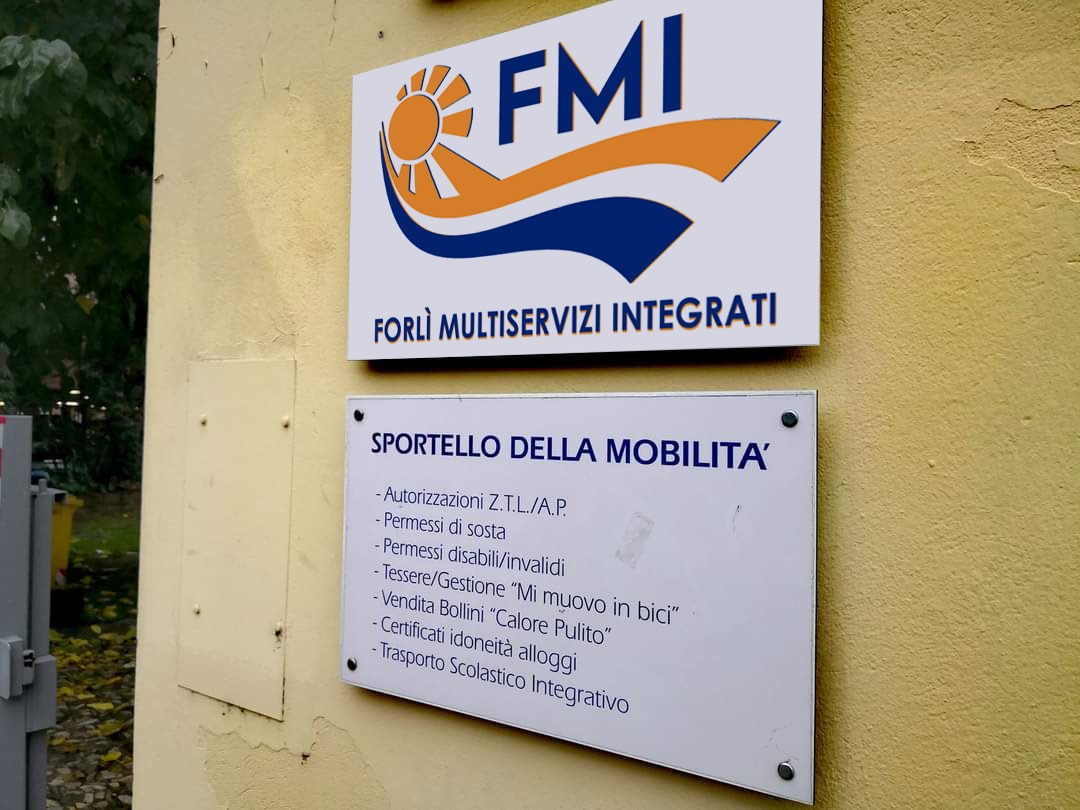 FMI
FORLÌ MULTISERVIZI INTEGRATI
SPORTELLO DELLA MOBILITA'
- Autorizzazioni Z.T.L./A.P.
- Permessi di sosta
- Permessi disabili/invalidi
- Tessere/Gestione “Mi muovo in bici”
- Vendita Bollini “Calore Pulito”
- Certificati idoneità alloggi
- Trasporto Scolastico Integrativo